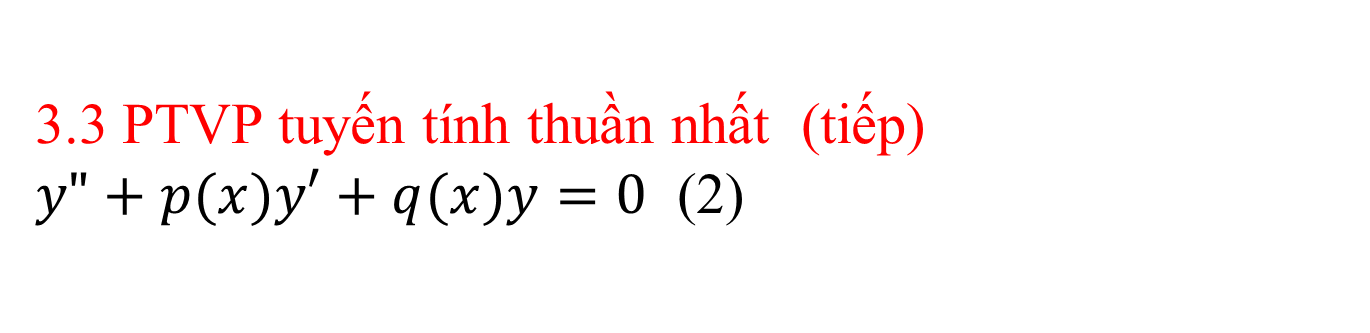 3.3 PTVP tuyến tính thuần nhất (tiếp)
𝑦" + 𝑝(𝑥)𝑦′ + 𝑞(𝑥)𝑦 = 0 (2)